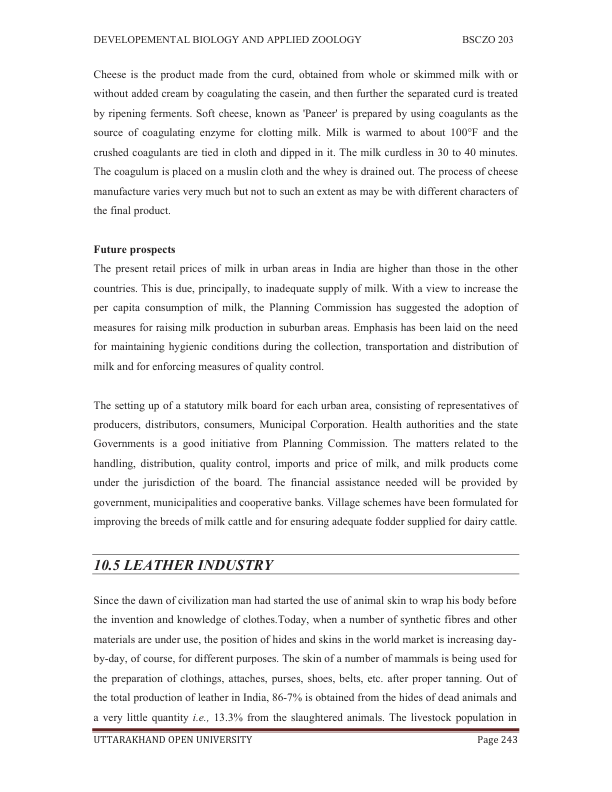 DEVELOPEMENTAL BIOLOGY AND APPLIED ZOOLOGY BSCZO 203
Cheese is the product made from the curd, obtained from whole or skimmed milk with or
without added cream by coagulating the casein, and then further the separated curd is treated
by ripening ferments. Soft cheese, known as 'Paneer' is prepared by using coagulants as the
source of coagulating enzyme for clotting milk. Milk is warmed to about 100°F and the
crushed coagulants are tied in cloth and dipped in it. The milk curdless in 30 to 40 minutes.
The coagulum is placed on a muslin cloth and the whey is drained out. The process of cheese
manufacture varies very much but not to such an extent as may be with different characters of
the final product.
Future prospects
The present retail prices of milk in urban areas in India are higher than those in the other
countries. This is due, principally, to inadequate supply of milk. With a view to increase the
per capita consumption of milk, the Planning Commission has suggested the adoption of
measures for raising milk production in suburban areas. Emphasis has been laid on the need
for maintaining hygienic conditions during the collection, transportation and distribution of
milk and for enforcing measures of quality control.
The setting up of a statutory milk board for each urban area, consisting of representatives of
producers, distributors, consumers, Municipal Corporation. Health authorities and the state
Governments is a good initiative from Planning Commission. The matters related to the
handling, distribution, quality control, imports and price of milk, and milk products come
under the jurisdiction of the board. The financial assistance needed will be provided by
government, municipalities and cooperative banks. Village schemes have been formulated for
improving the breeds of milk cattle and for ensuring adequate fodder supplied for dairy cattle.
10.5 LEATHER INDUSTRY
Since the dawn of civilization man had started the use of animal skin to wrap his body before
the invention and knowledge of clothes.Today, when a number of synthetic fibres and other
materials are under use, the position of hides and skins in the world market is increasing day-
by-day, of course, for different purposes. The skin of a number of mammals is being used for
the preparation of clothings, attaches, purses, shoes, belts, etc. after proper tanning. Out of
the total production of leather in India, 86-7% is obtained from the hides of dead animals and
a very little quantity i.e., 13.3% from the slaughtered animals. The livestock population in
UTTARAKHAND OPEN UNIVERSITY Page 243